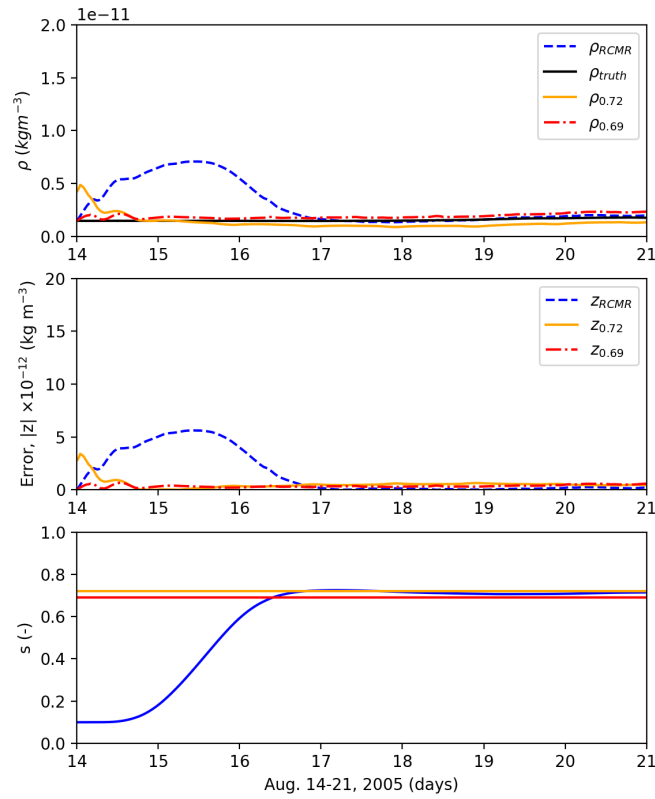 1e−11
2.0
1.5
1.0
0.5
0.0
ρ (kgm⁻³)
ρ_RCMR
ρ_truth
ρ_0.72
ρ_0.69
14 15 16 17 18 19 20 21
20
15
10
5
0
Error, |z| ×10⁻¹² (kg m⁻³)
z_RCMR
z_0.72
z_0.69
14 15 16 17 18 19 20 21
1.0
0.8
0.6
0.4
0.2
0.0
s (-)
14 15 16 17 18 19 20 21
Aug. 14-21, 2005 (days)